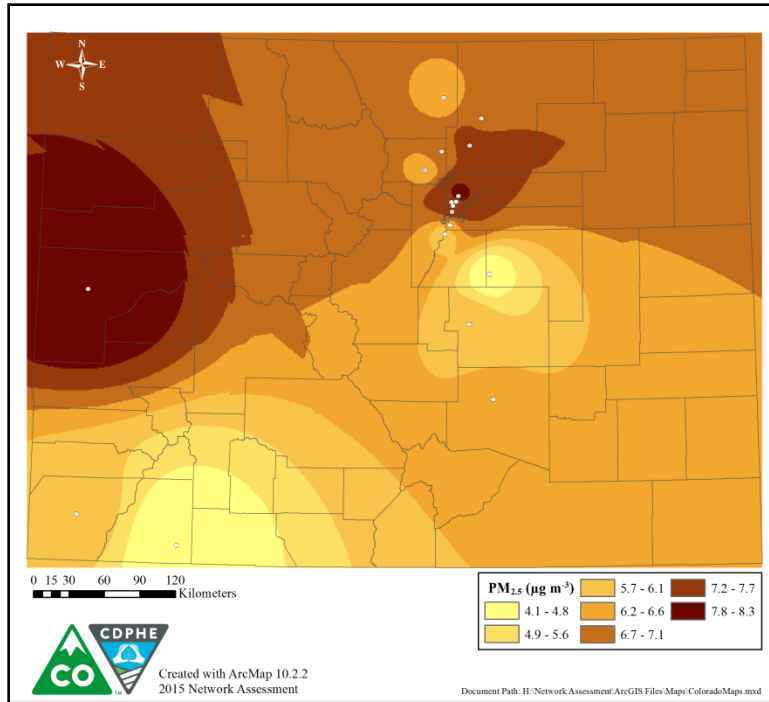 N
W E
S
0 15 30 60 90 120
Kilometers
PM2.5 (µg m-3)
4.1 - 4.8
4.9 - 5.6
5.7 - 6.1
6.2 - 6.6
6.7 - 7.1
7.2 - 7.7
7.8 - 8.3
CO
TM
CDPHE
Created with ArcMap 10.2.2
2015 Network Assessment
Document Path: H:\Network Assessment\ArcGIS Files\Maps\ColoradoMaps.mxd